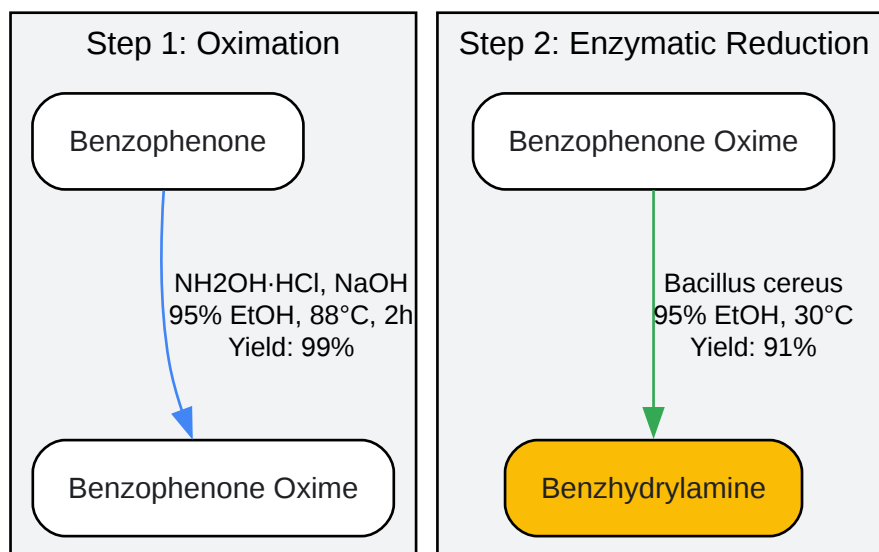 Step 1: Oximation
Benzophenone
NH2OH·HCl, NaOH
95% EtOH, 88°C, 2h
Yield: 99%
Benzophenone Oxime
Step 2: Enzymatic Reduction
Benzophenone Oxime
Bacillus cereus
95% EtOH, 30°C
Yield: 91%
Benzhydrylamine